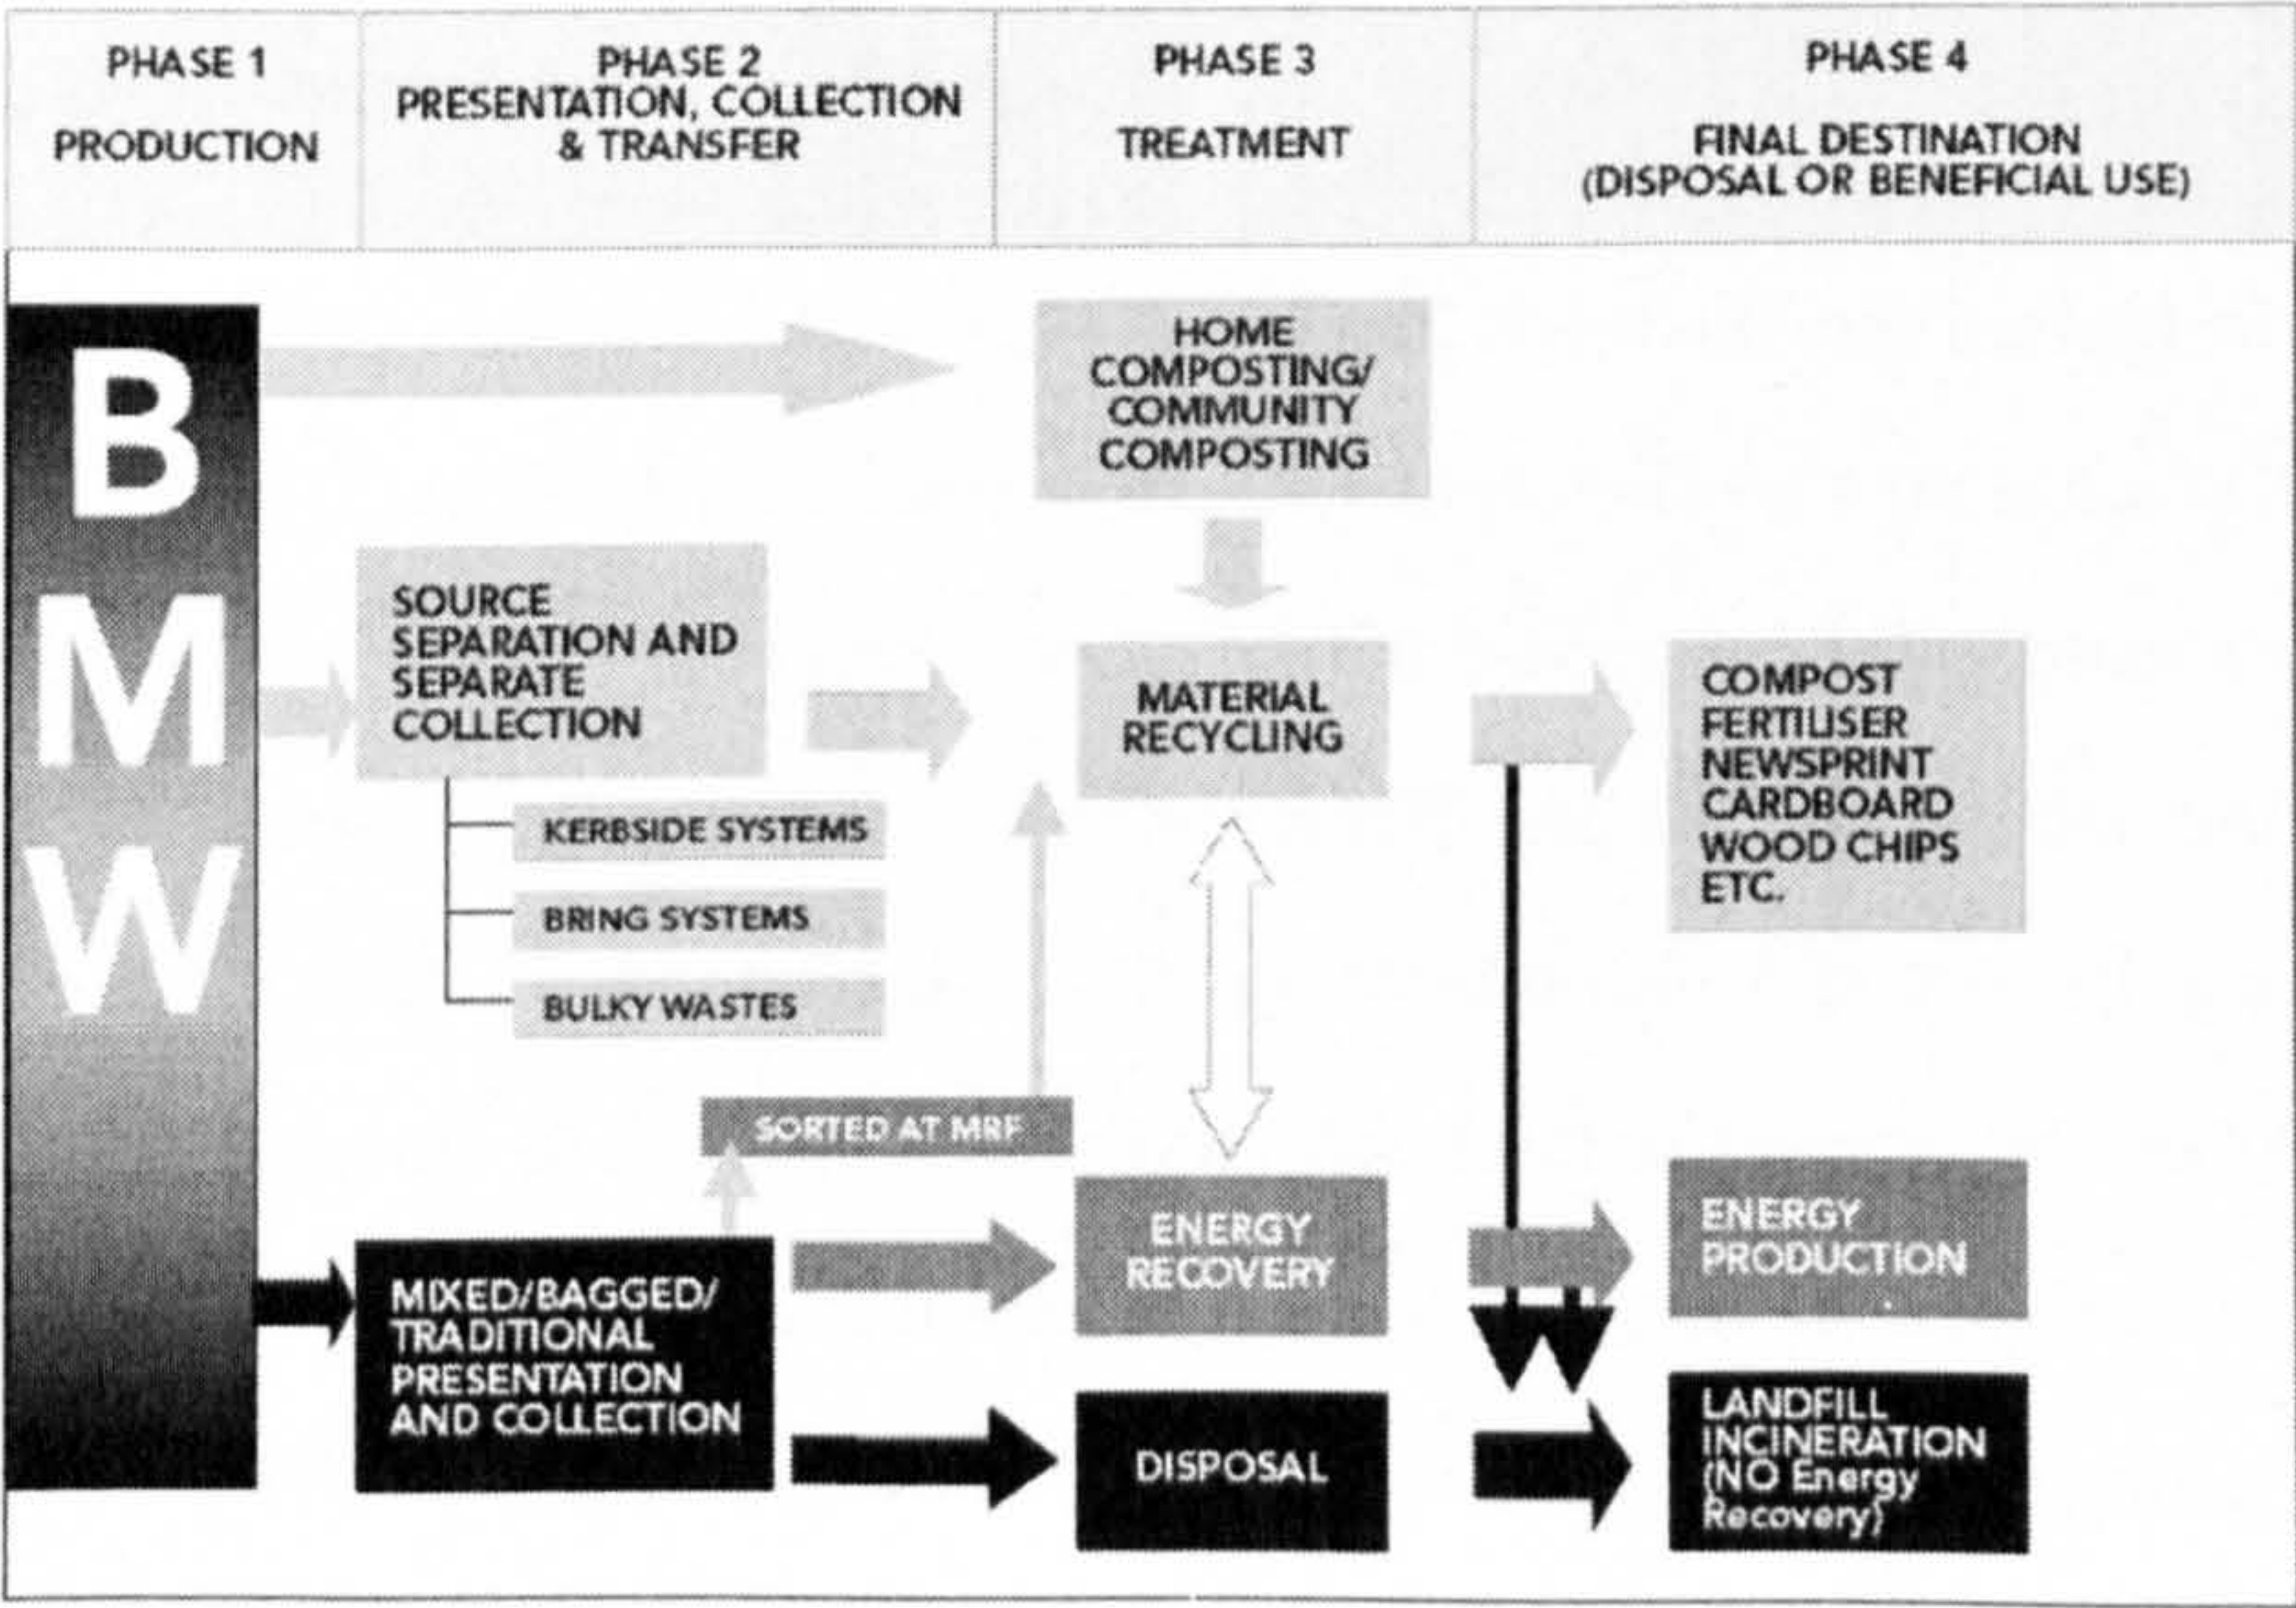 PHASE 1
PRODUCTION
PHASE 2
PRESENTATION, COLLECTION
& TRANSFER
PHASE 3
TREATMENT
PHASE 4
FINAL DESTINATION
(DISPOSAL OR BENEFICIAL USE)
B
M
W
HOME
COMPOSTING/
COMMUNITY
COMPOSTING
SOURCE
SEPARATION AND
SEPARATE
COLLECTION
KERBSIDE SYSTEMS
BRING SYSTEMS
BULKY WASTES
MATERIAL
RECYCLING
COMPOST
FERTILISER
NEWSPRINT
CARDBOARD
WOOD CHIPS
ETC.
SORTED AT MRF
MIXED/BAGGED/
TRADITIONAL
PRESENTATION
AND COLLECTION
ENERGY
RECOVERY
ENERGY
PRODUCTION
DISPOSAL
LANDFILL
INCINERATION
(NO Energy
Recovery)